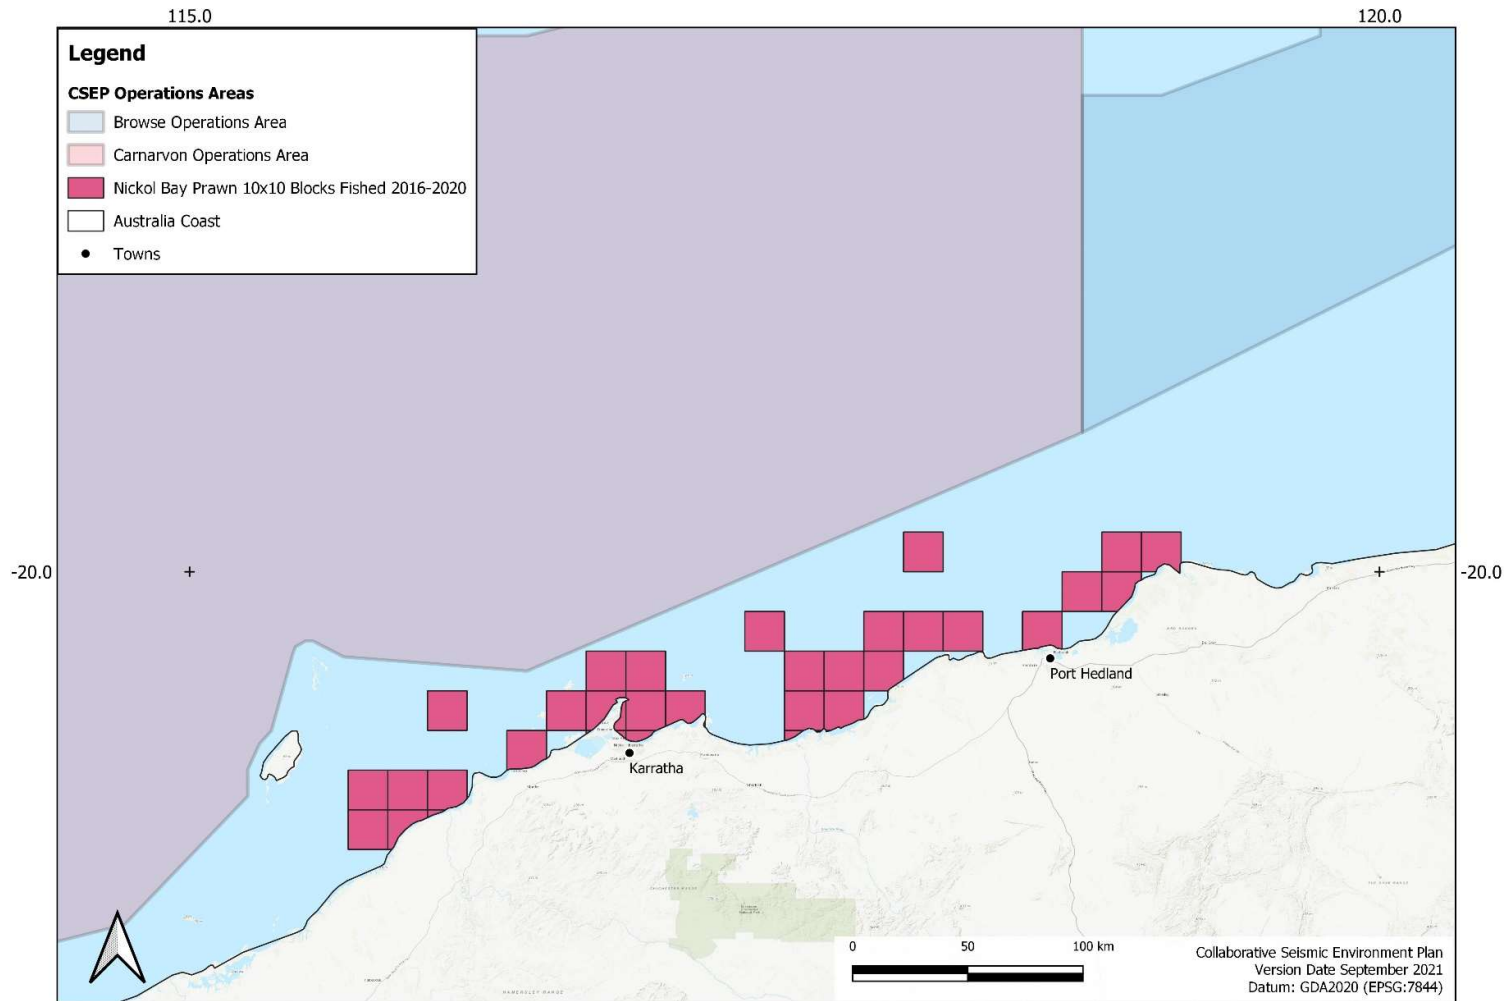 115.0
120.0
Legend
CSEP Operations Areas
Browse Operations Area
Carnarvon Operations Area
Nickol Bay Prawn 10x10 Blocks Fished 2016-2020
Australia Coast
Towns
-20.0
-20.0
Port Hedland
Karratha
0 50 100 km
Collaborative Seismic Environment Plan
Version Date September 2021
Datum: GDA2020 (EPSG:7844)
HAMERSLEY RANGE